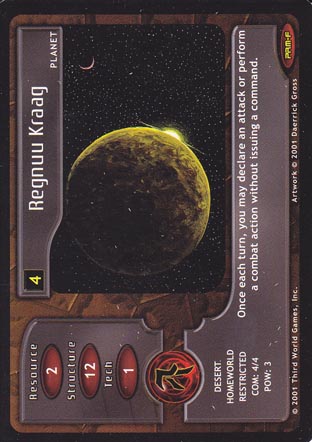 4
Regnuu Kraag
PLANET
Resource
2
Structure
12
Tech
1
DESERT
HOMEWORLD
RESTRICTED
COM: 4/4
POW: 3
Once each turn, you may declare an attack or perform
a combat action without issuing a command.
© 2001 Third World Games, Inc.
Artwork © 2001 Daerrick Gross